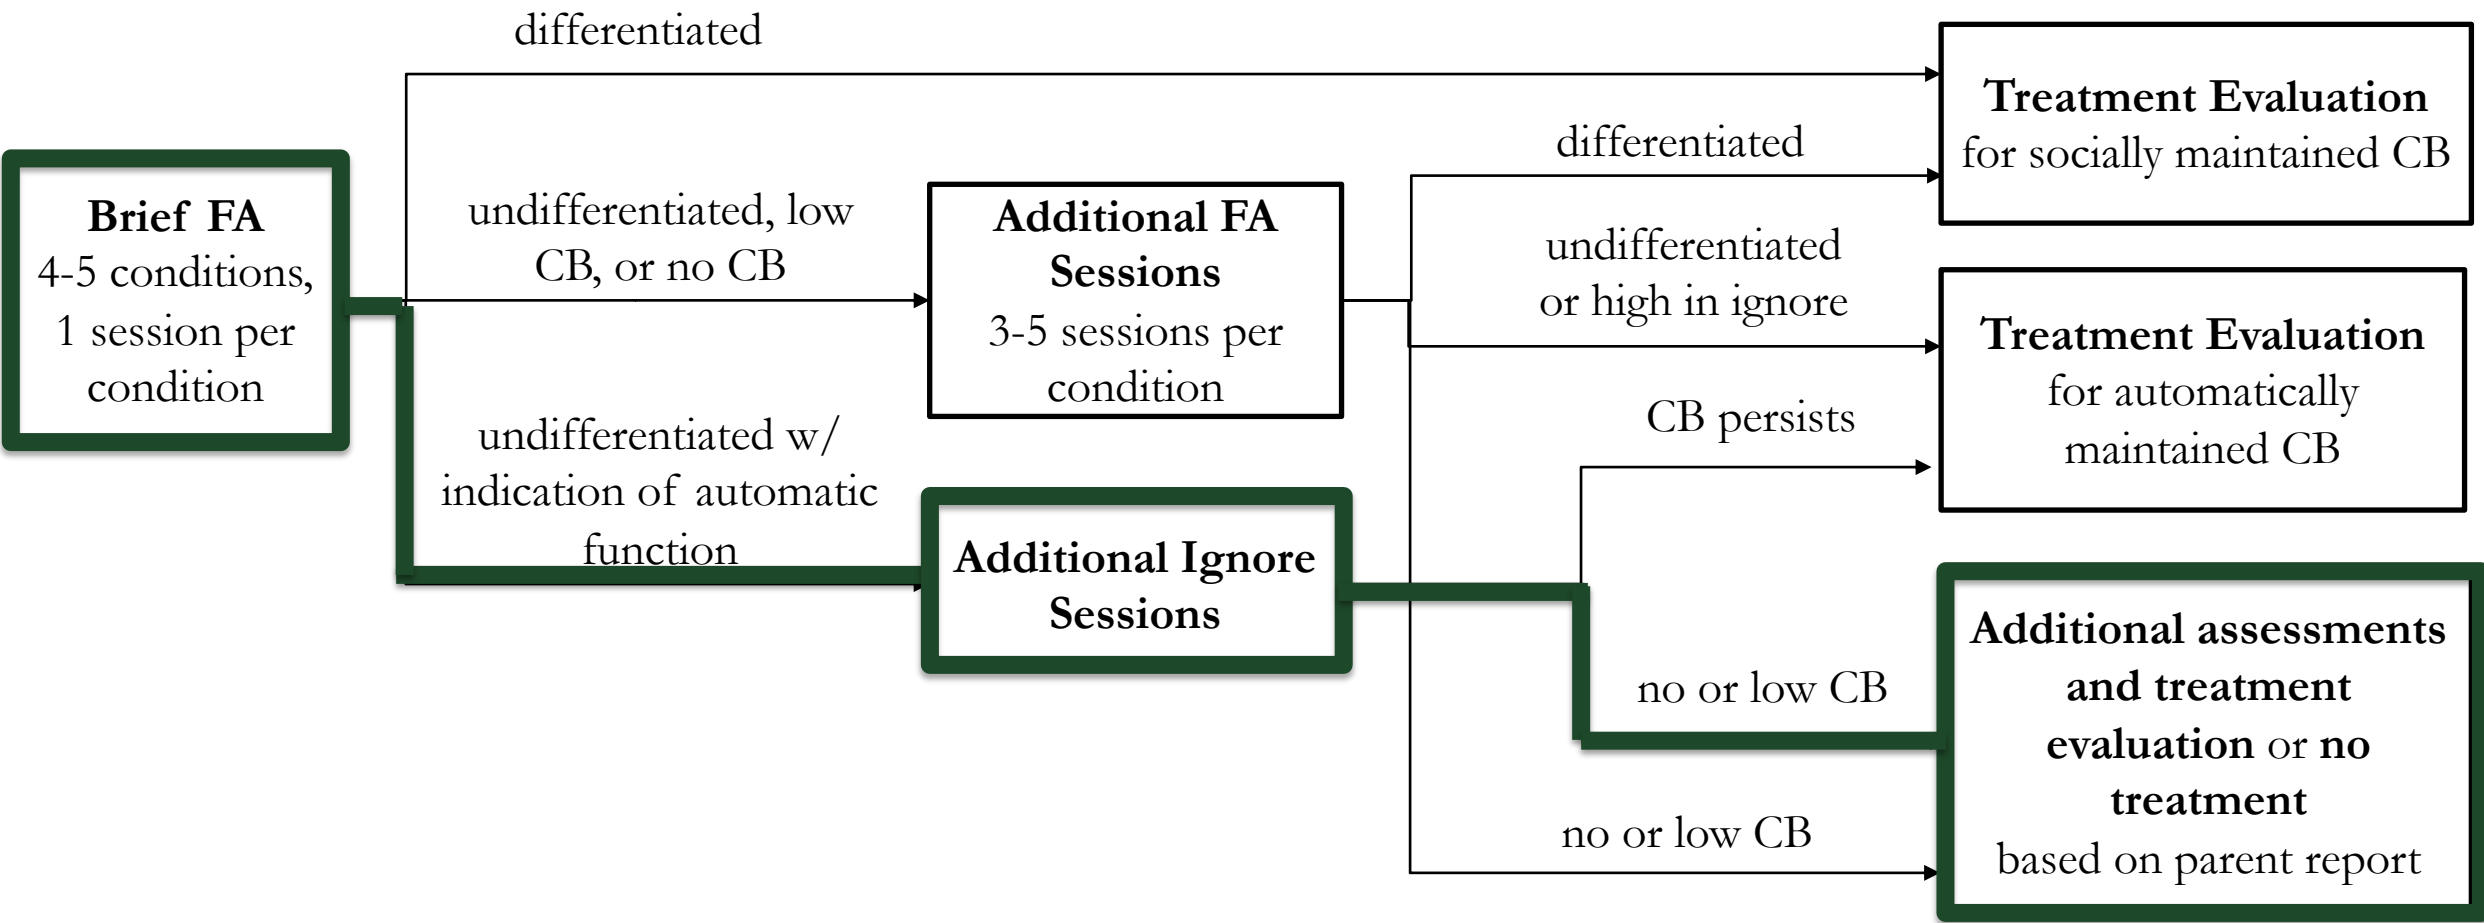 differentiated
Brief FA
4-5 conditions,
1 session per
condition
undifferentiated, low
CB, or no CB
undifferentiated w/
indication of automatic
function
Additional FA
Sessions
3-5 sessions per
condition
Additional Ignore
Sessions
differentiated
undifferentiated
or high in ignore
CB persists
no or low CB
no or low CB
Treatment Evaluation
for socially maintained CB
Treatment Evaluation
for automatically
maintained CB
Additional assessments
and treatment
evaluation or no
treatment
based on parent report